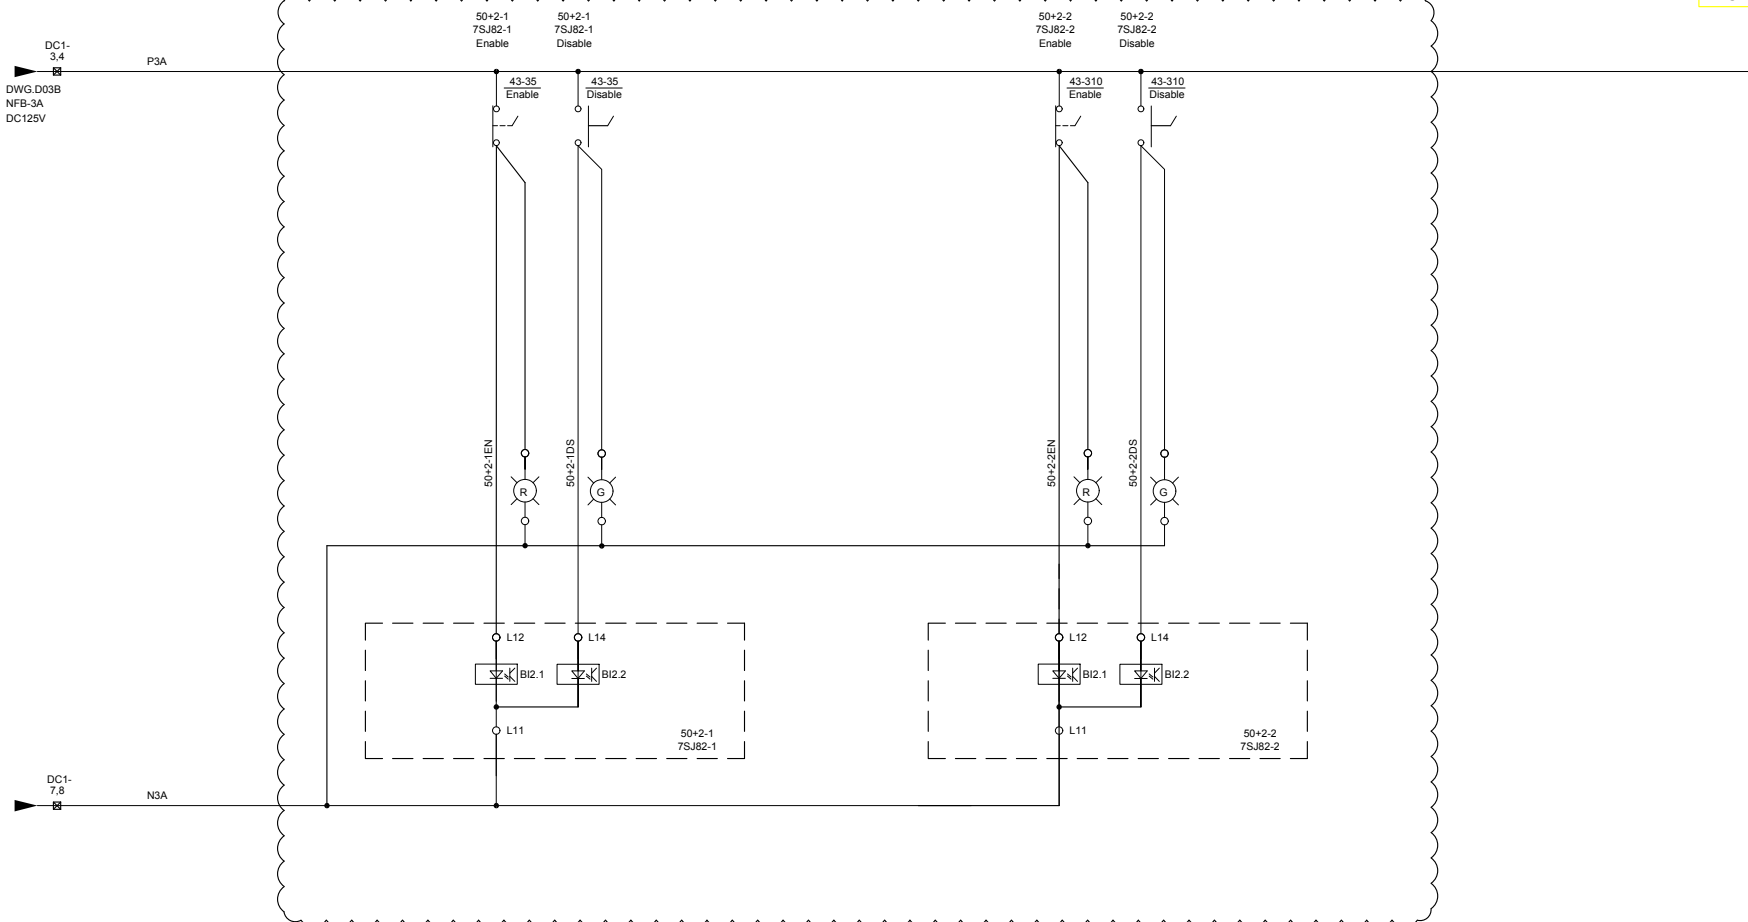 50+2-1
7SJ82-1
Enable
50+2-1
7SJ82-1
Disable
50+2-2
7SJ82-2
Enable
50+2-2
7SJ82-2
Disable
DC1-
3,4
P3A
DWG.D03B
NFB-3A
DC125V
43-35
Enable
43-35
Disable
43-310
Enable
43-310
Disable
50+2-1EN
R
50+2-1DS
G
50+2-2EN
R
50+2-2DS
G
L12
L14
BI2.1
BI2.2
L11
50+2-1
7SJ82-1
L12
L14
BI2.1
BI2.2
L11
50+2-2
7SJ82-2
DC1-
7,8
N3A